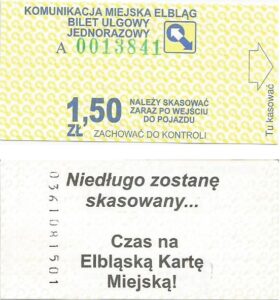 KOMUNIKACJA MIEJSKA ELBLĄG
BILET ULGOWY
JEDNORAZOWY
A 0013841
1,50
ZŁ
NALEŻY SKASOWAĆ
ZARAZ PO WEJŚCIU
DO POJAZDU
ZACHOWAĆ DO KONTROLI
Tu kasować
Niedługo zostanę
skasowany...
Czas na
Elbląską Kartę
Miejską!